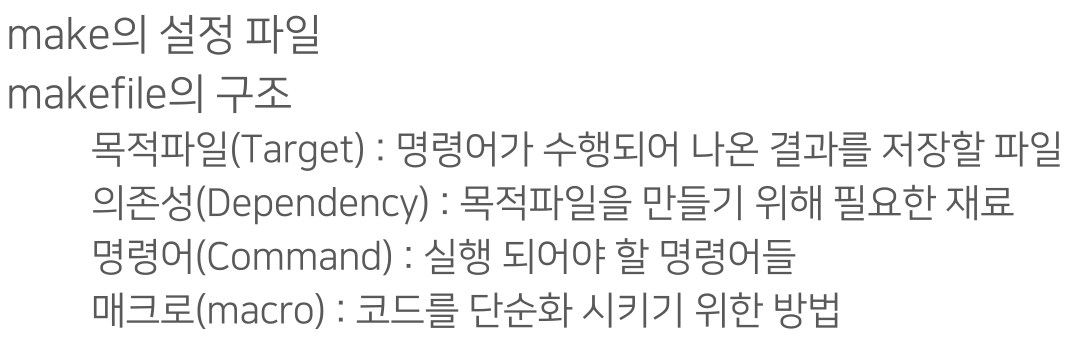 make의 설정 파일
makefile의 구조
목적파일(Target) : 명령어가 수행되어 나온 결과를 저장할 파일
의존성(Dependency) : 목적파일을 만들기 위해 필요한 재료
명령어(Command) : 실행 되어야 할 명령어들
매크로(macro) : 코드를 단순화 시키기 위한 방법